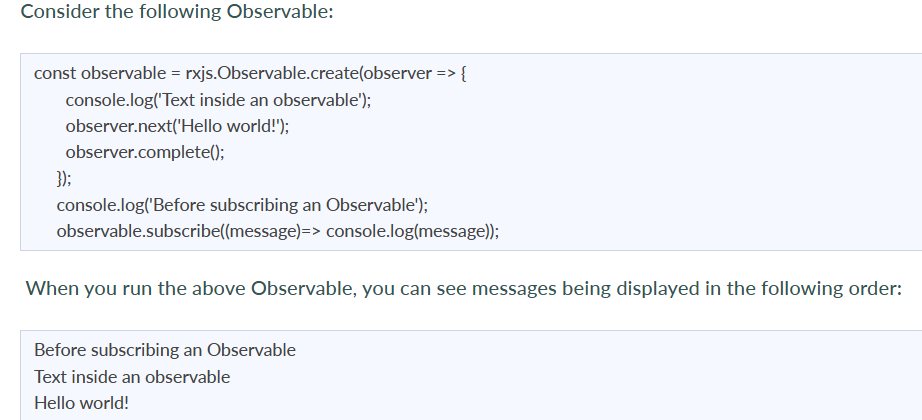 Consider the following Observable:
const observable = rxjs.Observable.create(observer => {
console.log('Text inside an observable');
observer.next('Hello world!');
observer.complete();
});
console.log('Before subscribing an Observable');
observable.subscribe((message)=> console.log(message));
When you run the above Observable, you can see messages being displayed in the following order:
Before subscribing an Observable
Text inside an observable
Hello world!